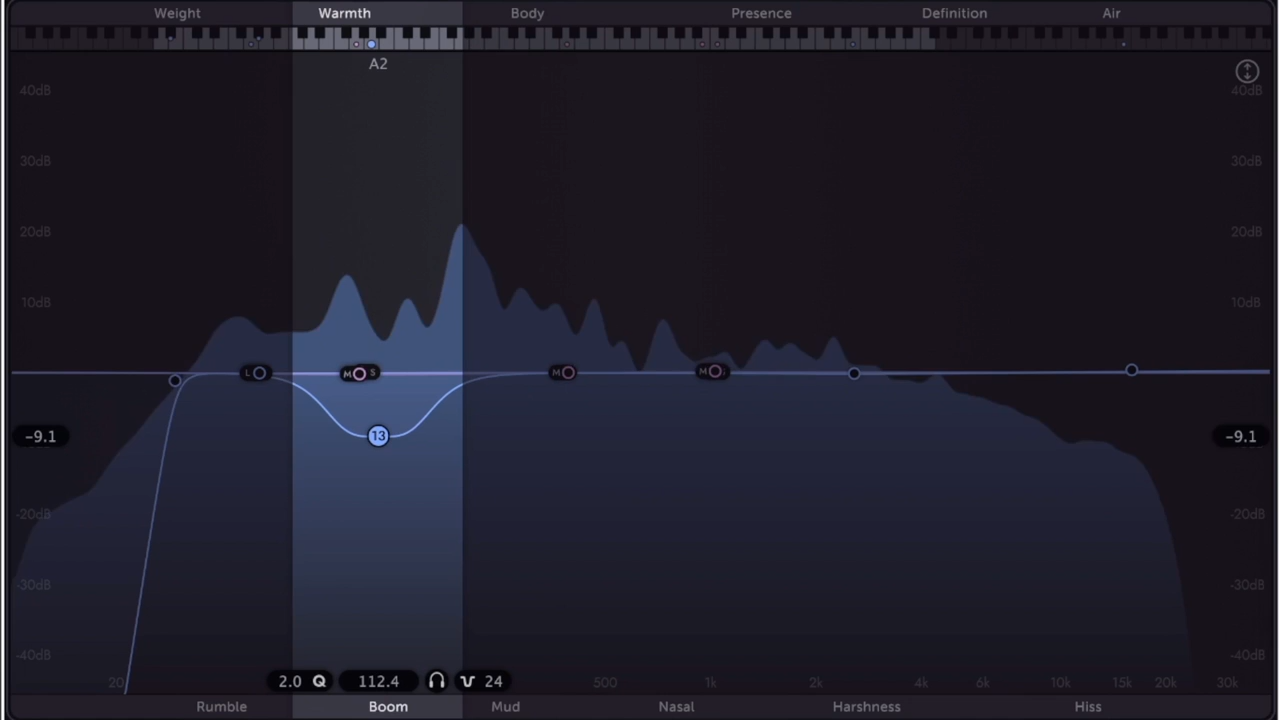 Weight Warmth Body Presence Definition Air
A2
40dB 40dB
30dB 30dB
20dB 20dB
10dB 10dB
L M S M M
-9.1 13 -9.1
-20dB -20dB
-30dB -30dB
-40dB -40dB
20 2.0 Q 112.4 24 500 1k 2k 4k 6k 10k 15k 20k 30k
Rumble Boom Mud Nasal Harshness Hiss